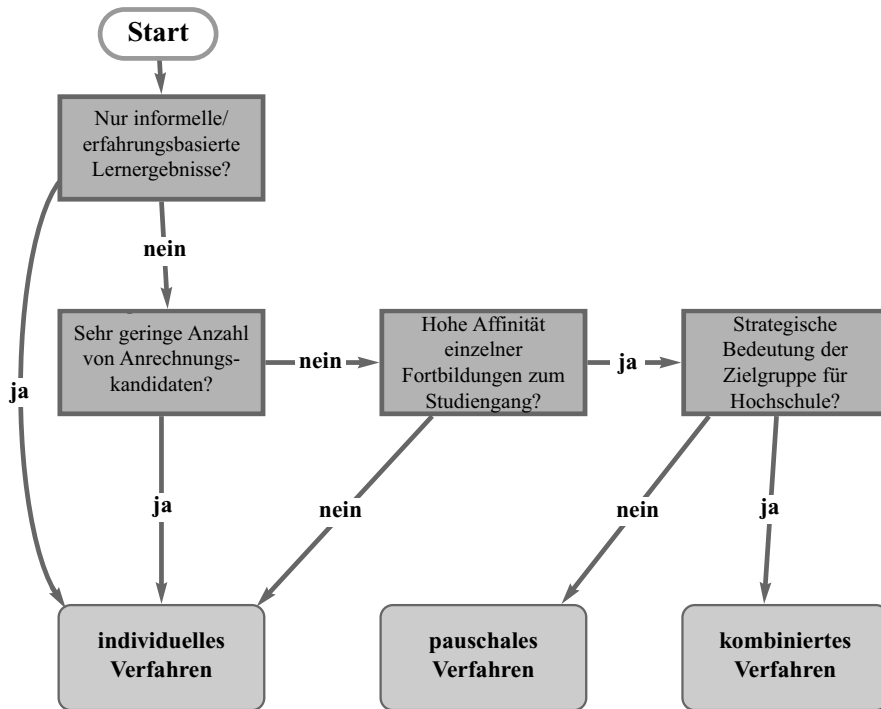 Start
Nur informelle/
erfahrungsbasierte
Lernergebnisse?
nein
Sehr geringe Anzahl
von Anrechnungs-
kandidaten?
nein
Hohe Affinität
einzelner
Fortbildungen zum
Studiengang?
ja
Strategische
Bedeutung der
Zielgruppe für
Hochschule?
ja
ja
nein
nein
ja
individuelles
Verfahren
pauschales
Verfahren
kombiniertes
Verfahren